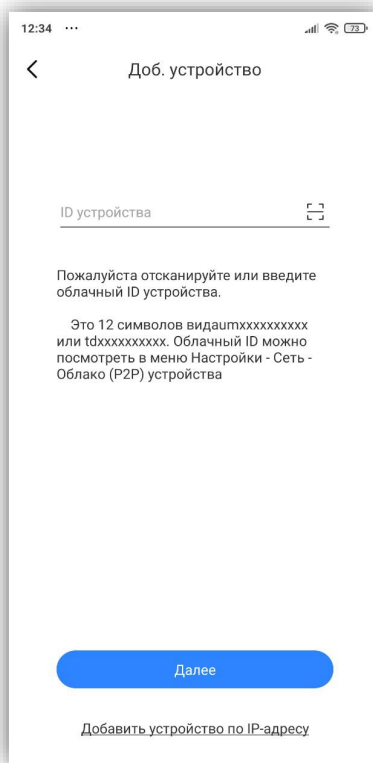 12:34 ...
73
Доб. устройство
ID устройства
Пожалуйста отсканируйте или введите
облачный ID устройства.
Это 12 символов видаumxxxxxxxxxx
или tdxxxxxxxxxx. Облачный ID можно
посмотреть в меню Настройки - Сеть -
Облако (P2P) устройства
Далее
Добавить устройство по IP-адресу